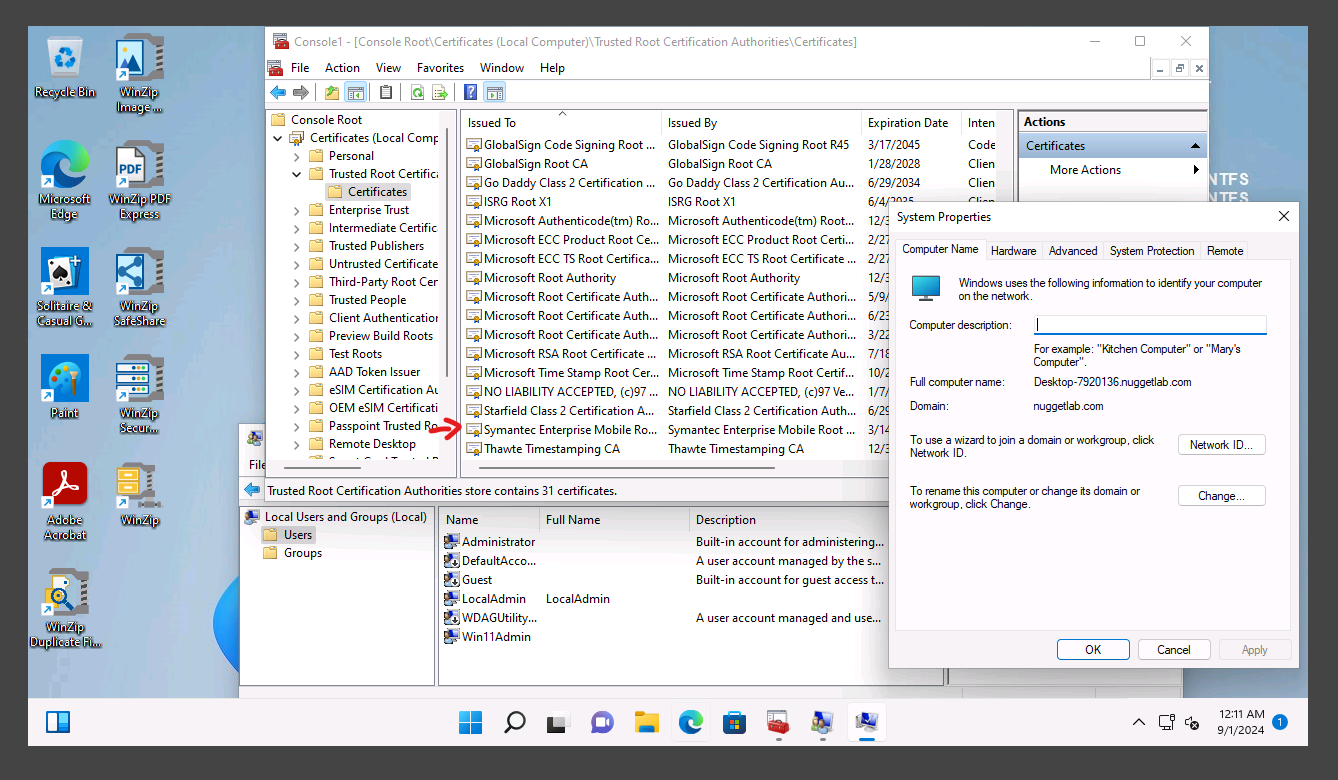 Recycle Bin
WinZip
Image ...
Microsoft
Edge
WinZip PDF
Express
Solitaire &
Casual G...
WinZip
SafeShare
Paint
WinZip
Secur...
Adobe
Acrobat
WinZip
WinZip
Duplicate Fi...
Console1 - [Console Root\Certificates (Local Computer)\Trusted Root Certification Authorities\Certificates]
File Action View Favorites Window Help
Console Root
Certificates (Local Comp
Personal
Trusted Root Certifica
Certificates
Enterprise Trust
Intermediate Certific
Trusted Publishers
Untrusted Certificate
Third-Party Root Cer
Trusted People
Client Authentication
Preview Build Roots
Test Roots
AAD Token Issuer
eSIM Certification Au
OEM eSIM Certificati
Passpoint Trusted Ro
Remote Desktop
Issued To Issued By Expiration Date Inten
GlobalSign Code Signing Root ... GlobalSign Code Signing Root R45 3/17/2045 Code
GlobalSign Root CA GlobalSign Root CA 1/28/2028 Clien
Go Daddy Class 2 Certification ... Go Daddy Class 2 Certification Au... 6/29/2034 Clien
ISRG Root X1 ISRG Root X1 6/4/2035 Clien
Microsoft Authenticode(tm) Root... Microsoft Authenticode(tm) Root... 12/3
Microsoft ECC Product Root Ce... Microsoft ECC Product Root Certi... 2/27
Microsoft ECC TS Root Certifica... Microsoft ECC TS Root Certificate ... 2/27
Microsoft Root Authority Microsoft Root Authority 12/3
Microsoft Root Certificate Auth... Microsoft Root Certificate Authori... 5/9/
Microsoft Root Certificate Auth... Microsoft Root Certificate Authori... 6/23
Microsoft Root Certificate Auth... Microsoft Root Certificate Authori... 3/22
Microsoft RSA Root Certificate ... Microsoft RSA Root Certificate Aut... 7/18
Microsoft Time Stamp Root Cer... Microsoft Time Stamp Root Certif... 10/2
NO LIABILITY ACCEPTED, (c)97 ... NO LIABILITY ACCEPTED, (c)97 Ve... 1/7/
Starfield Class 2 Certification A... Starfield Class 2 Certification Auth... 6/29
Symantec Enterprise Mobile Ro... Symantec Enterprise Mobile Root ... 3/14
Thawte Timestamping CA Thawte Timestamping CA 12/3
Trusted Root Certification Authorities store contains 31 certificates.
Actions
Certificates
More Actions
NTFS
NTFS
File
Local Users and Groups (Local)
Users
Groups
Name Full Name Description
Administrator Built-in account for administering...
DefaultAcco... A user account managed by the s...
Guest Built-in account for guest access t...
LocalAdmin LocalAdmin
WDAGUtility... A user account managed and use...
Win11Admin
System Properties
Computer Name Hardware Advanced System Protection Remote
Windows uses the following information to identify your computer
on the network.
Computer description:
For example: "Kitchen Computer" or "Mary's
Computer".
Full computer name: Desktop-7920136.nuggetlab.com
Domain: nuggetlab.com
To use a wizard to join a domain or workgroup, click
Network ID.
Network ID...
To rename this computer or change its domain or
workgroup, click Change.
Change...
OK Cancel Apply
12:11 AM
9/1/2024
1